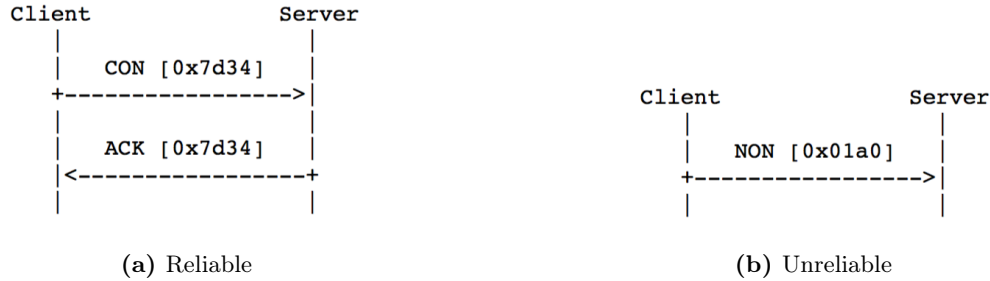 Client Server
CON [0x7d34]
ACK [0x7d34]
(a) Reliable
Client Server
NON [0x01a0]
(b) Unreliable